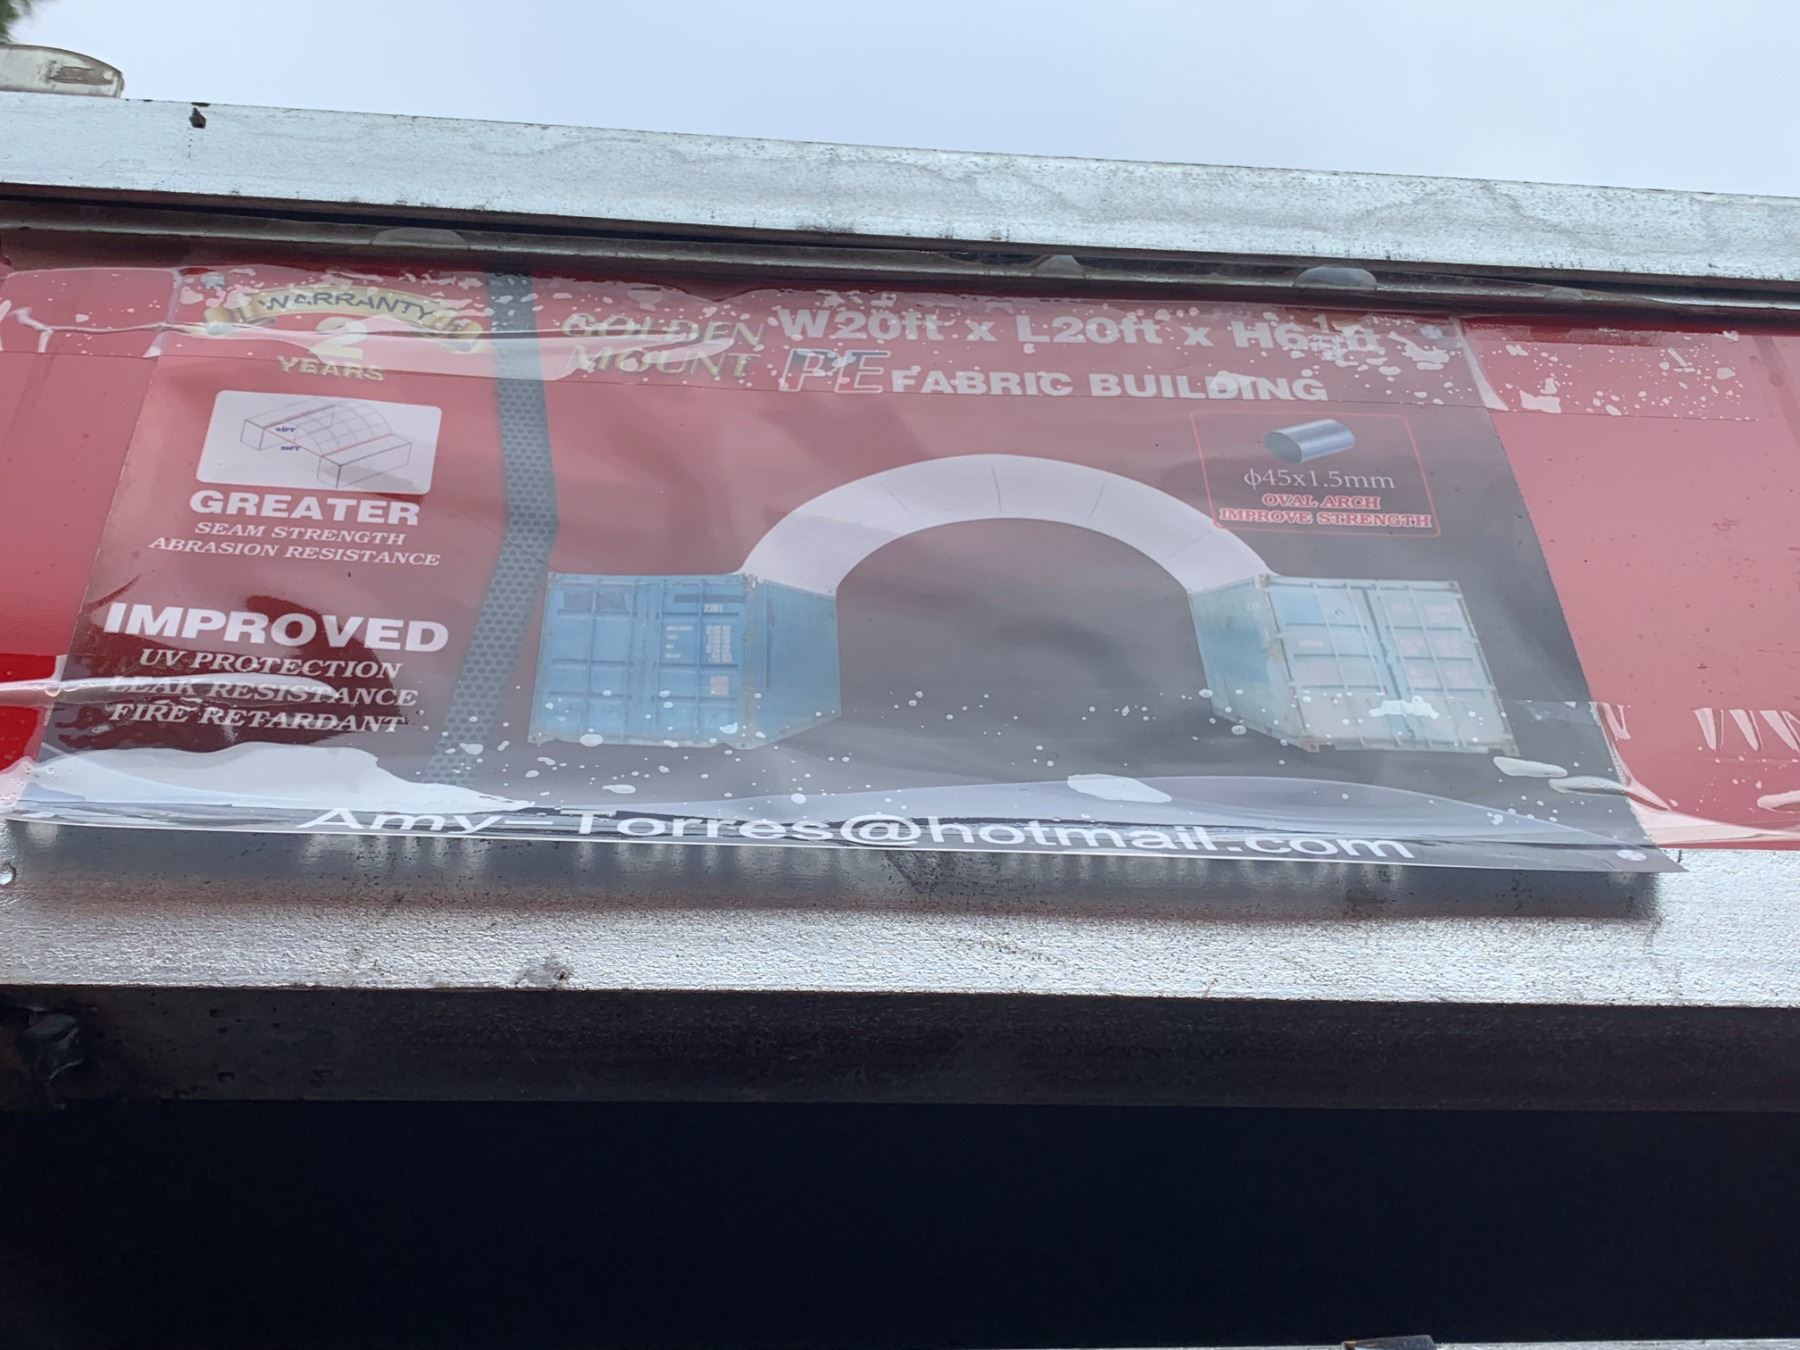 WARRANTY
2
YEARS
GOLDEN
MOUNT
W20ft x L20ft x
PE FABRIC BUILDING
GREATER
SEAM STRENGTH
ABRASION RESISTANCE
IMPROVED
UV PROTECTION
LEAK RESISTANCE
FIRE RETARDANT
ϕ45x1.5mm
OVAL ARCH
IMPROVE STRENGTH
Amy-Torres@hotmail.com